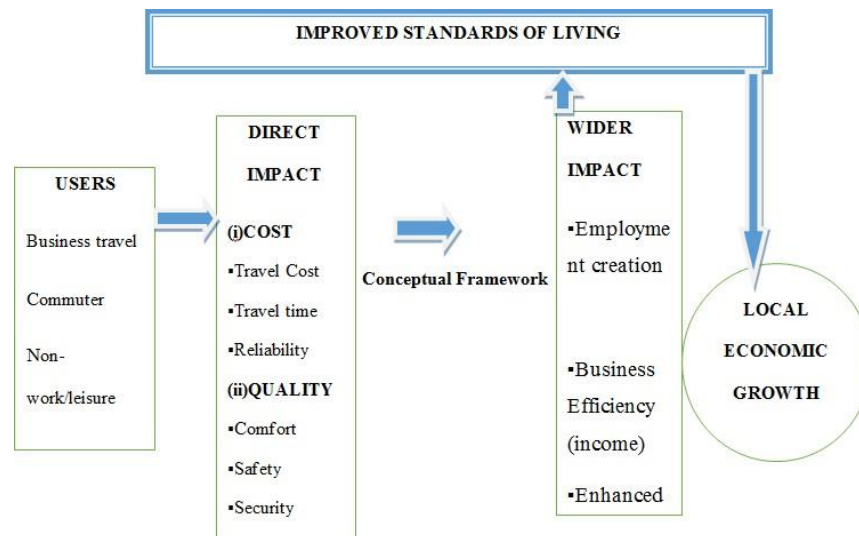 IMPROVED STANDARDS OF LIVING
USERS
Business travel
Commuter
Non-
work/leisure
DIRECT
IMPACT
(i)COST
▪Travel Cost
▪Travel time
▪Reliability
(ii)QUALITY
▪Comfort
▪Safety
▪Security
Conceptual Framework
WIDER
IMPACT
▪Employme
nt creation
▪Business
Efficiency
(income)
▪Enhanced
LOCAL
ECONOMIC
GROWTH